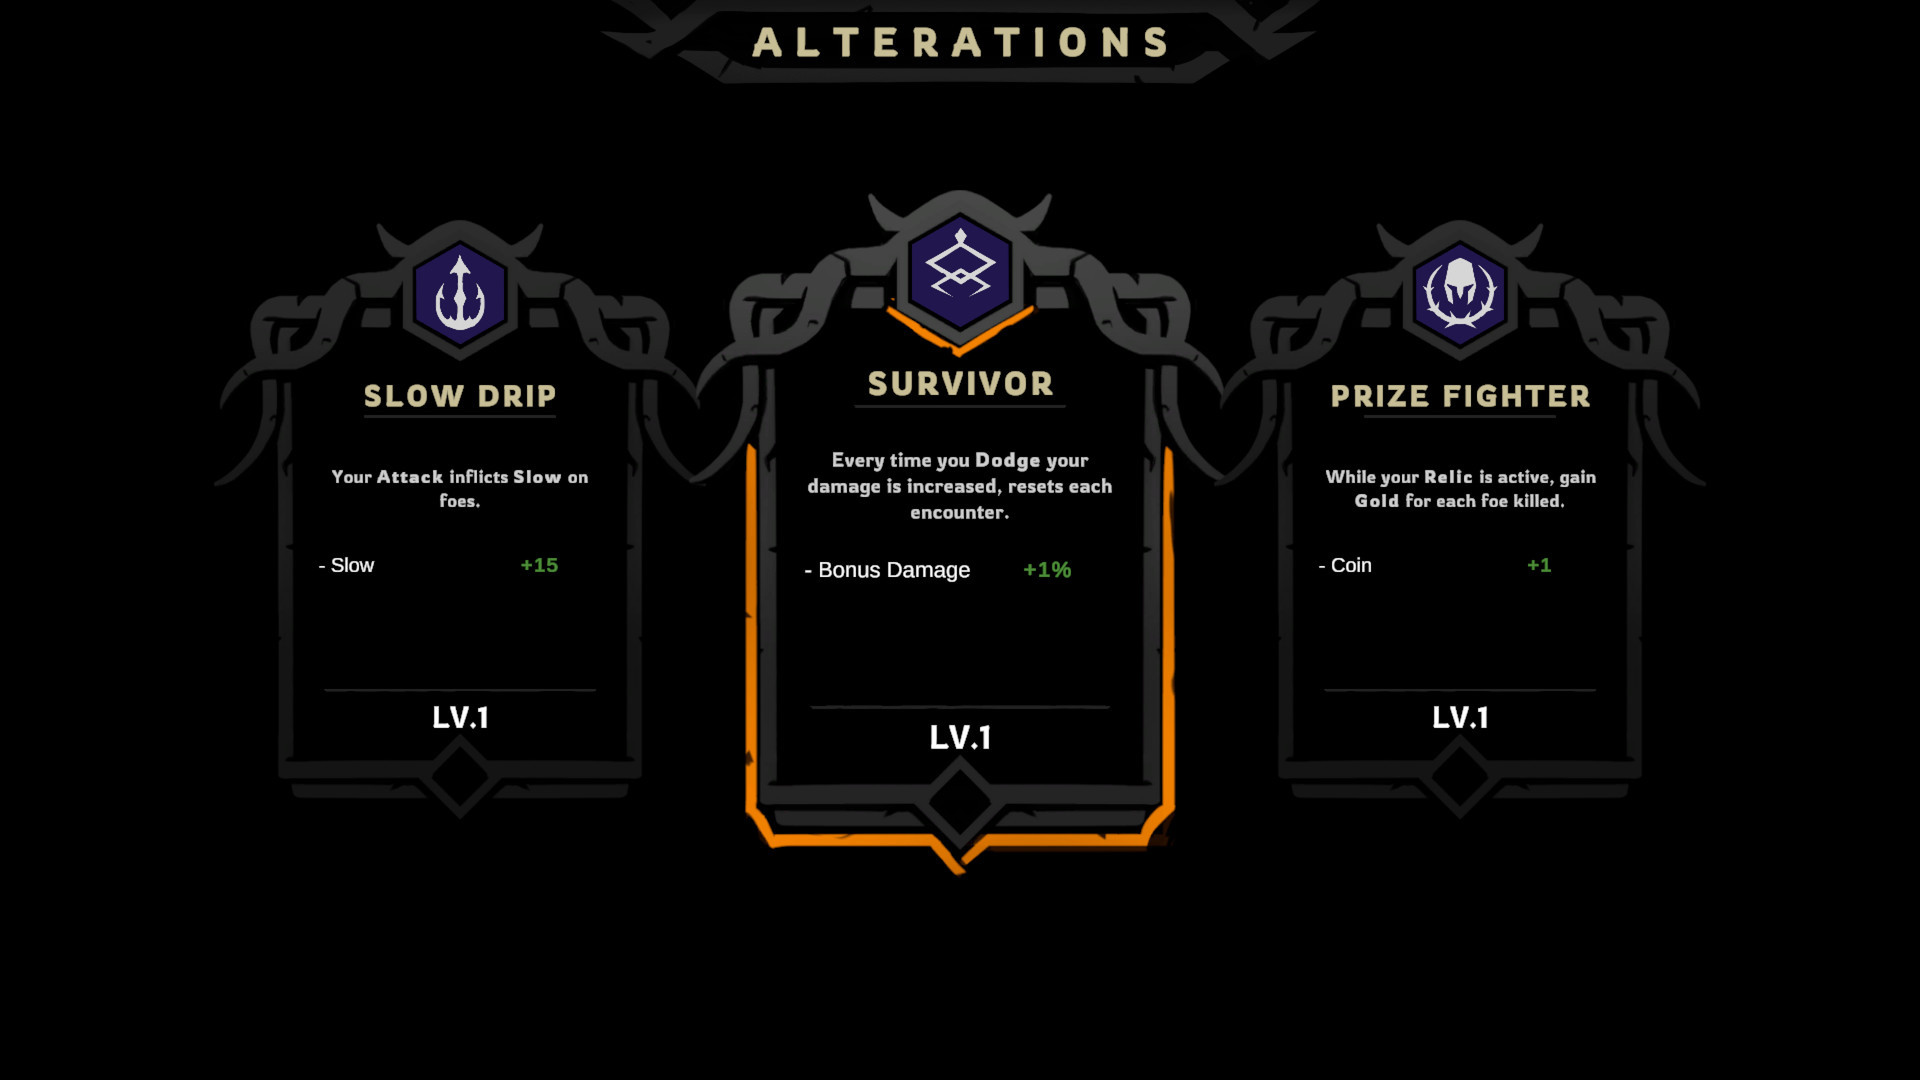 ALTERATIONS
SLOW DRIP
Your Attack inflicts Slow on
foes.
- Slow +15
LV.1
SURVIVOR
Every time you Dodge your
damage is increased, resets each
encounter.
- Bonus Damage +1%
LV.1
PRIZE FIGHTER
While your Relic is active, gain
Gold for each foe killed.
- Coin +1
LV.1